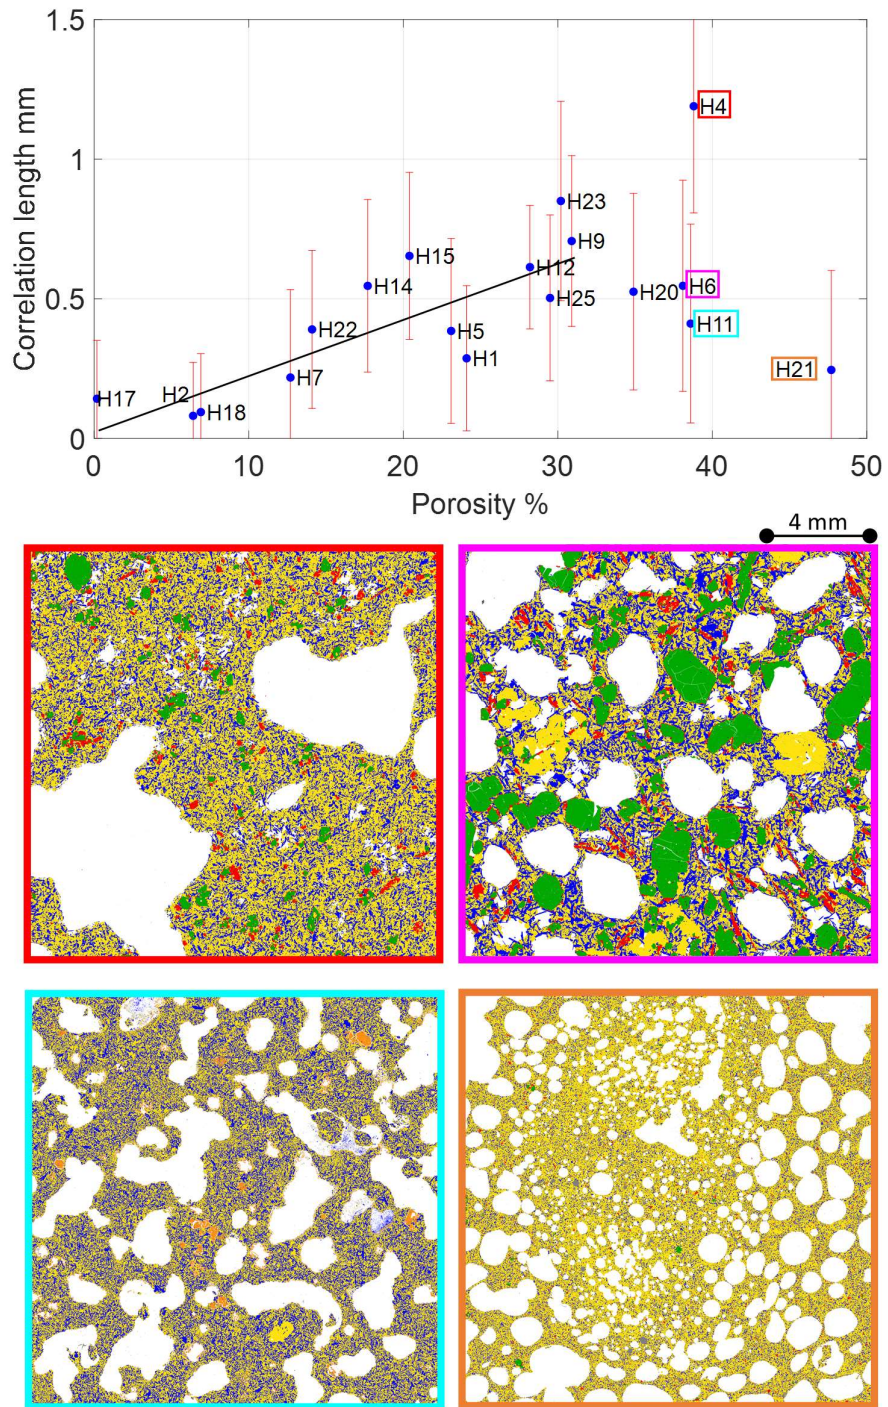 1.5
1
0.5
0
Correlation length mm
H4
H23
H9
H15
H12
H14
H25
H20
H6
H22
H5
H11
H1
H21
H7
H17
H2
H18
0 10 20 30 40 50
Porosity %
4 mm